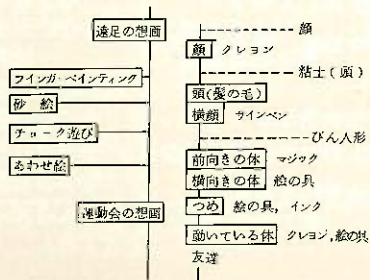 遠足の想画
顔
顔 クレヨン
粘土(頭)
フインガ・ペインティング
頭(髪の毛)
砂 絵
横顔 サインペン
チョーク遊び
びん人形
前向きの体 マジック
あわせ絵
横向きの体 絵の具
運動会の想画
つめ 絵の具, インク
動いている体 クレヨン, 絵の具
友達